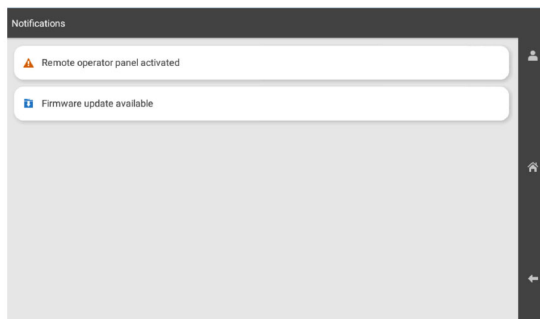 Notifications
Remote operator panel activated
Firmware update available